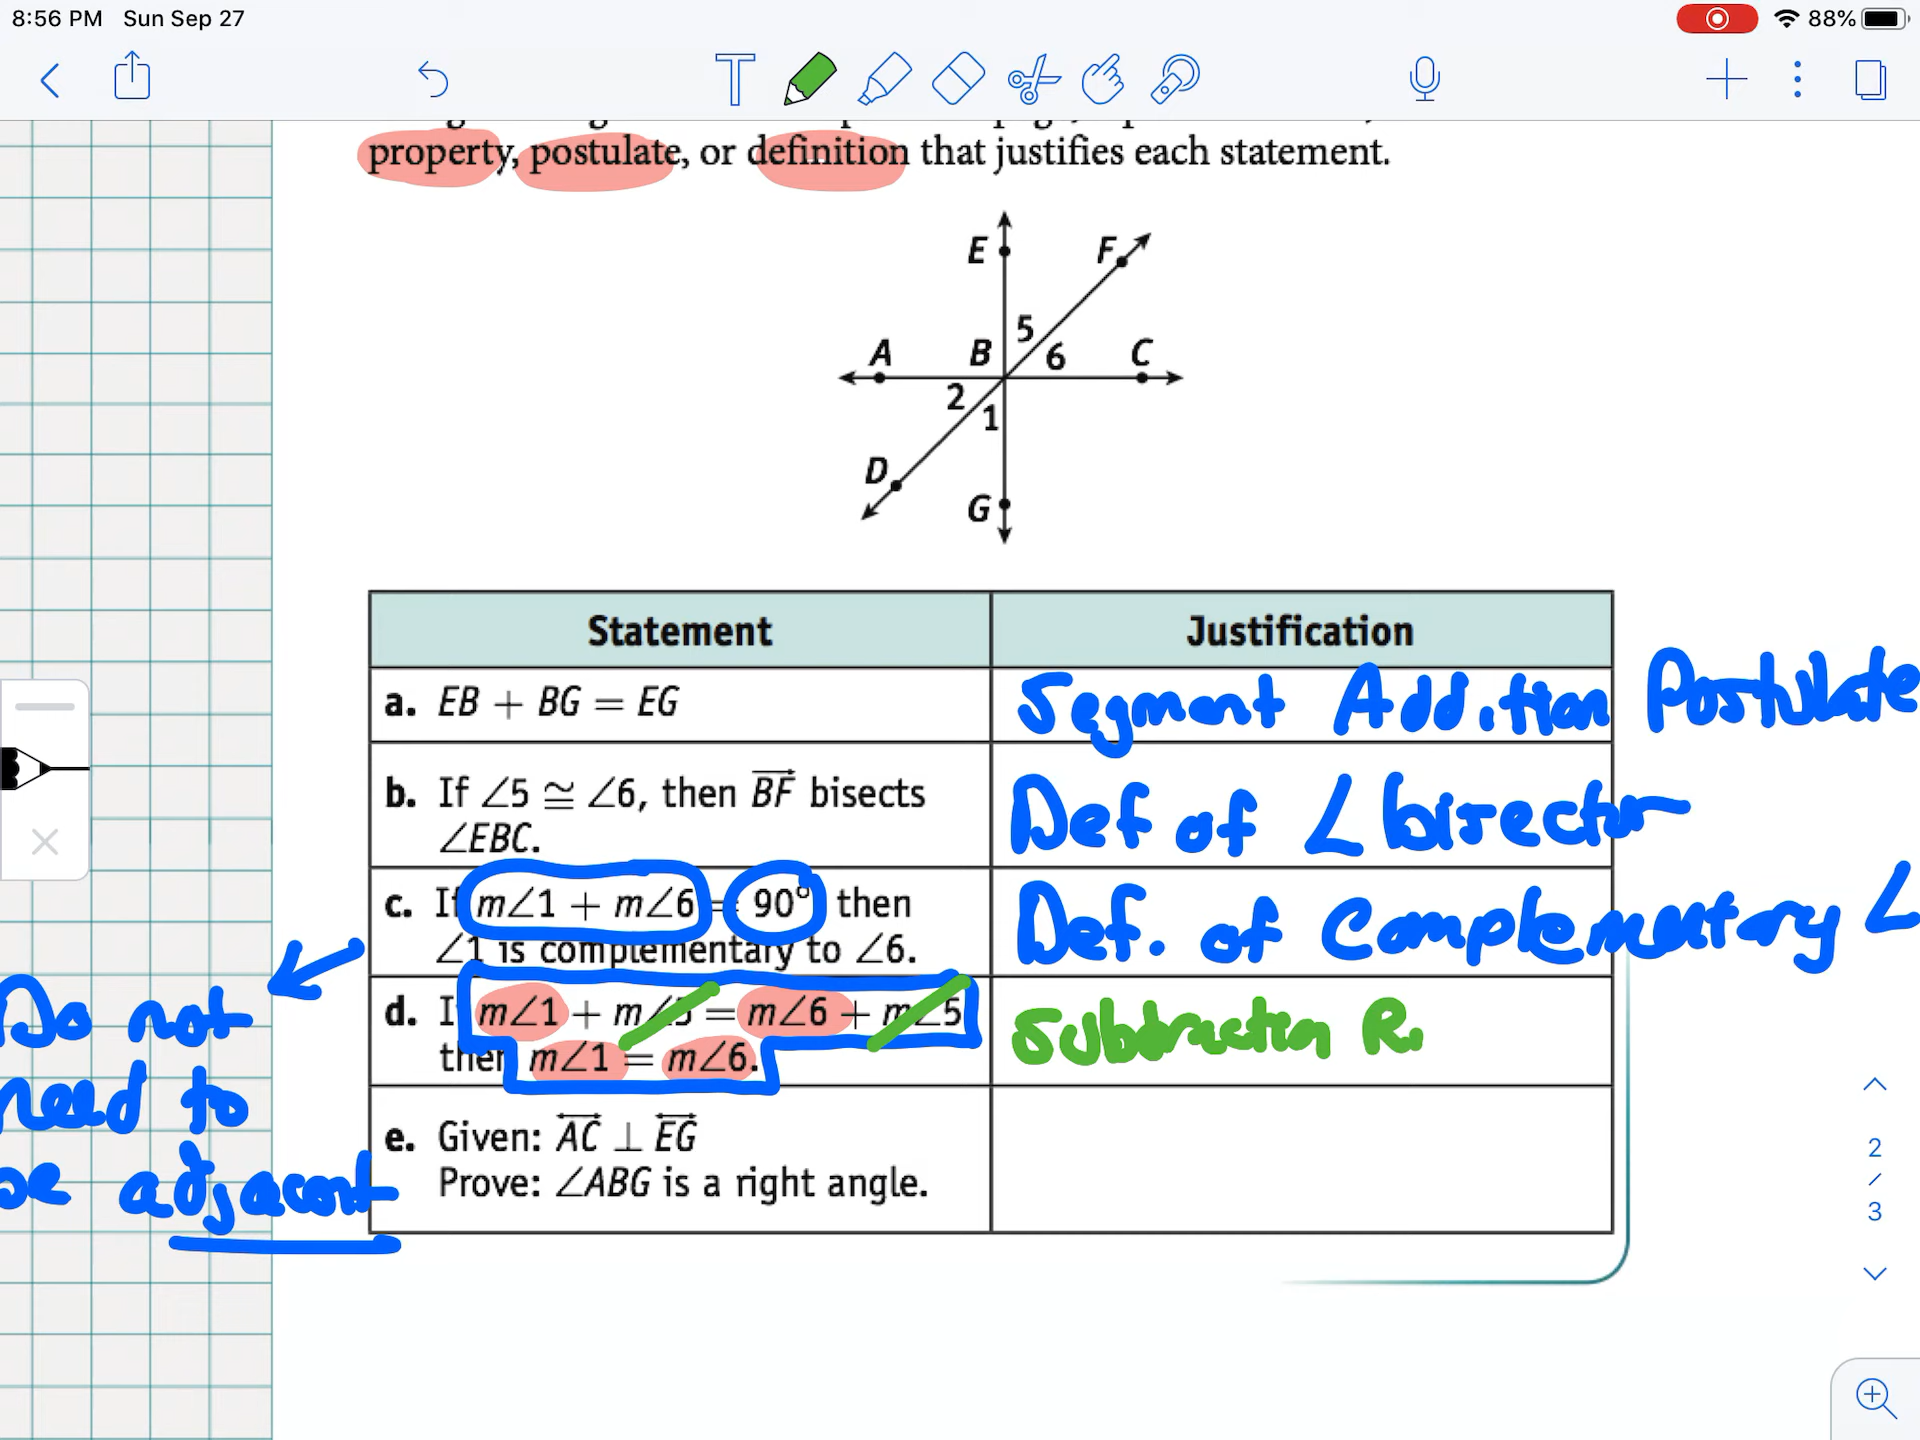 8:56 PM Sun Sep 27
88%
property, postulate, or definition that justifies each statement.
E
F
5
A
B
6
C
2
1
D
G
Statement
Justification
a. EB + BG = EG
Segment Addition Postulate
b. If ∠5 ≅ ∠6, then BF bisects
∠EBC.
Def of ∠ bisector
c. If m∠1 + m∠6 = 90° then
∠1 is complementary to ∠6.
Def. of Complementary ∠
d. If m∠1 + m∠5 = m∠6 + m∠5
then m∠1 = m∠6.
Subtraction P.
e. Given: AC ⊥ EG
Prove: ∠ABG is a right angle.
Do not
need to
be adjacent
2
/
3